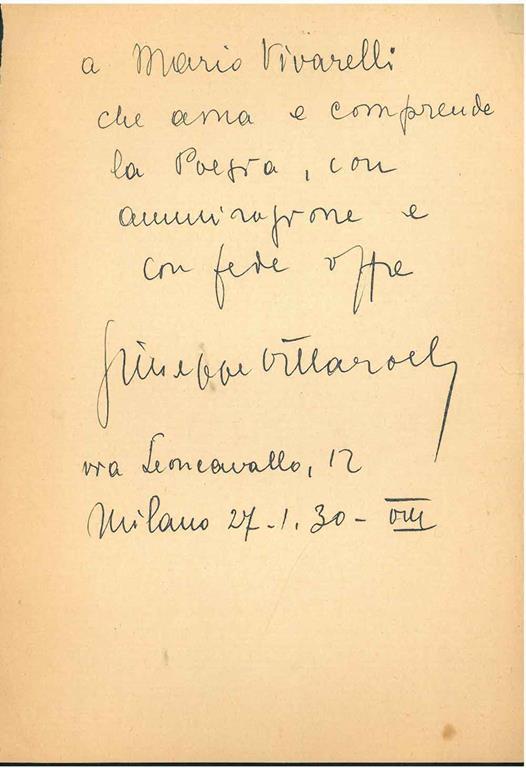 a Mario Vivarelli
che ama e comprende
la Poesia, con
ammirazione e
con fede offre
Giuseppe Villaroel
via Leoncavallo, 12
Milano 27.1.30 - VIII